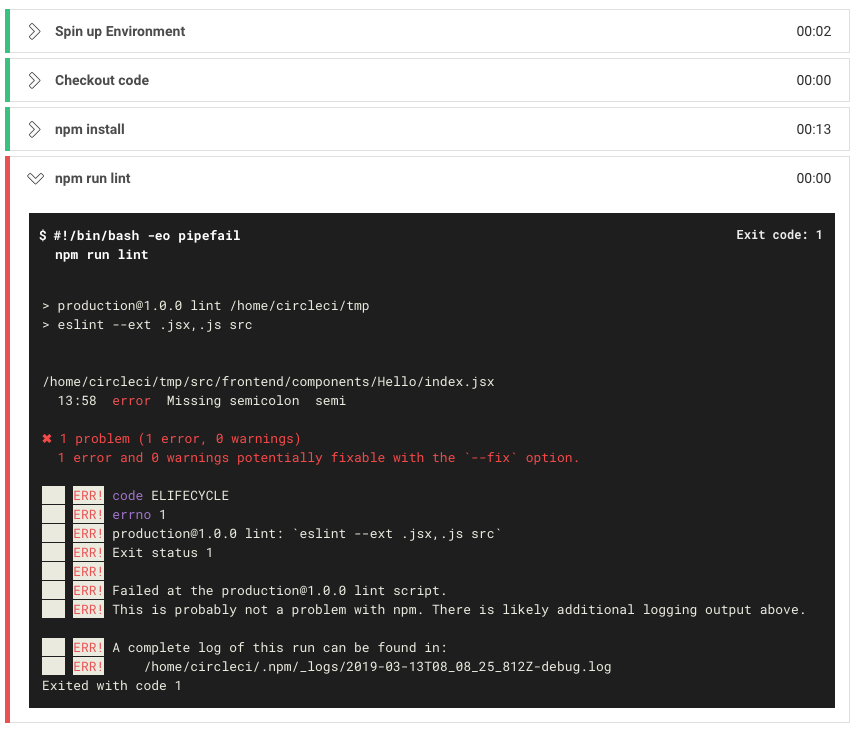 Spin up Environment 00:02
Checkout code 00:00
npm install 00:13
npm run lint 00:00
$ #!/bin/bash -eo pipefail Exit code: 1
npm run lint
> production@1.0.0 lint /home/circleci/tmp
> eslint --ext .jsx,.js src
/home/circleci/tmp/src/frontend/components/Hello/index.jsx
13:58 error Missing semicolon semi
✖ 1 problem (1 error, 0 warnings)
1 error and 0 warnings potentially fixable with the `--fix` option.
ERR! code ELIFECYCLE
ERR! errno 1
ERR! production@1.0.0 lint: `eslint --ext .jsx,.js src`
ERR! Exit status 1
ERR!
ERR! Failed at the production@1.0.0 lint script.
ERR! This is probably not a problem with npm. There is likely additional logging output above.
ERR! A complete log of this run can be found in:
ERR! /home/circleci/.npm/_logs/2019-03-13T08_08_25_812Z-debug.log
Exited with code 1